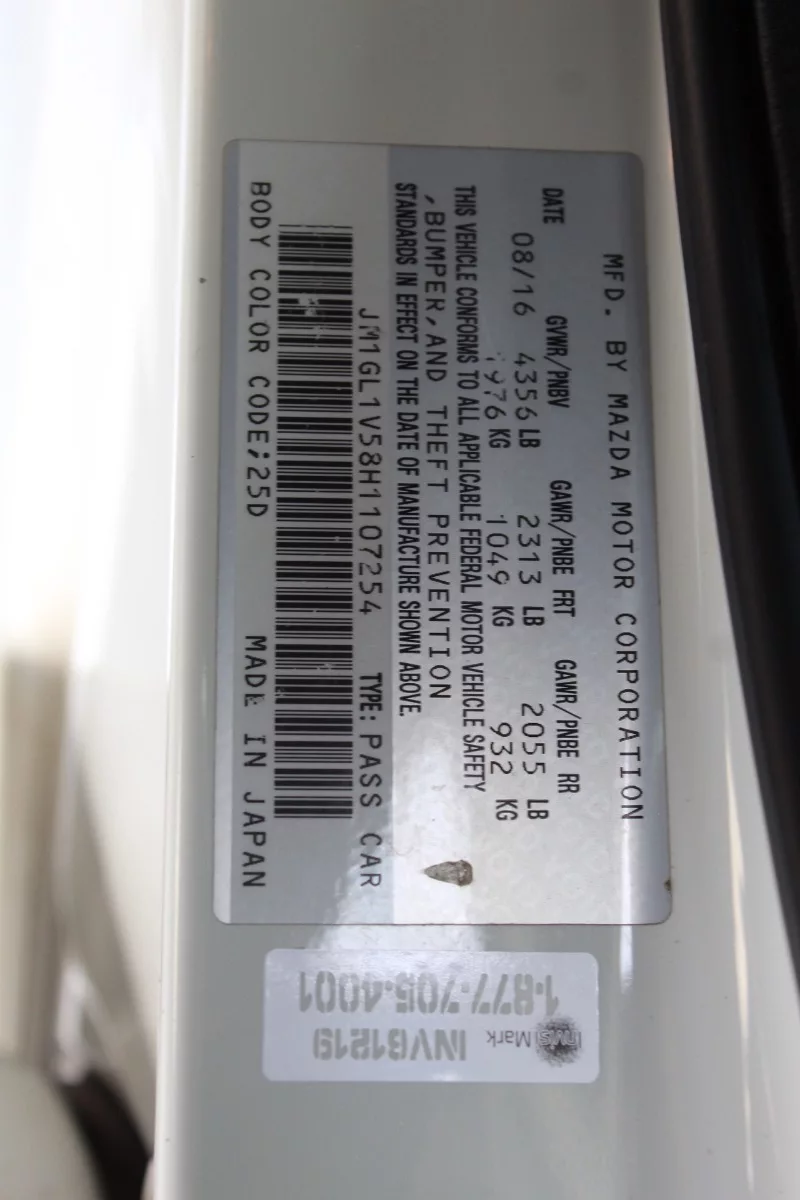 MFD. BY MAZDA MOTOR CORPORATION
DATE GVWR/PNBV GAWR/PNBE FRT GAWR/PNBE RR
08/16 4356 LB 2313 LB 2055 LB
1976 KG 1049 KG 932 KG
THIS VEHICLE CONFORMS TO ALL APPLICABLE FEDERAL MOTOR VEHICLE SAFETY
,BUMPER,AND THEFT PREVENTION
STANDARDS IN EFFECT ON THE DATE OF MANUFACTURE SHOWN ABOVE.
JM1GL1V58H1107254 TYPE: PASS CAR
BODY COLOR CODE;25D MADE IN JAPAN
Mark INVB1219
1-877-705-4001